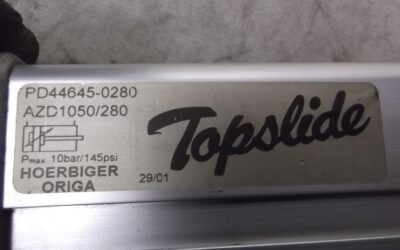 PD44645-0280
AZD1050/280
Topslide
Pmax 10bar/145psi
HOERBIGER
ORIGA
29/01